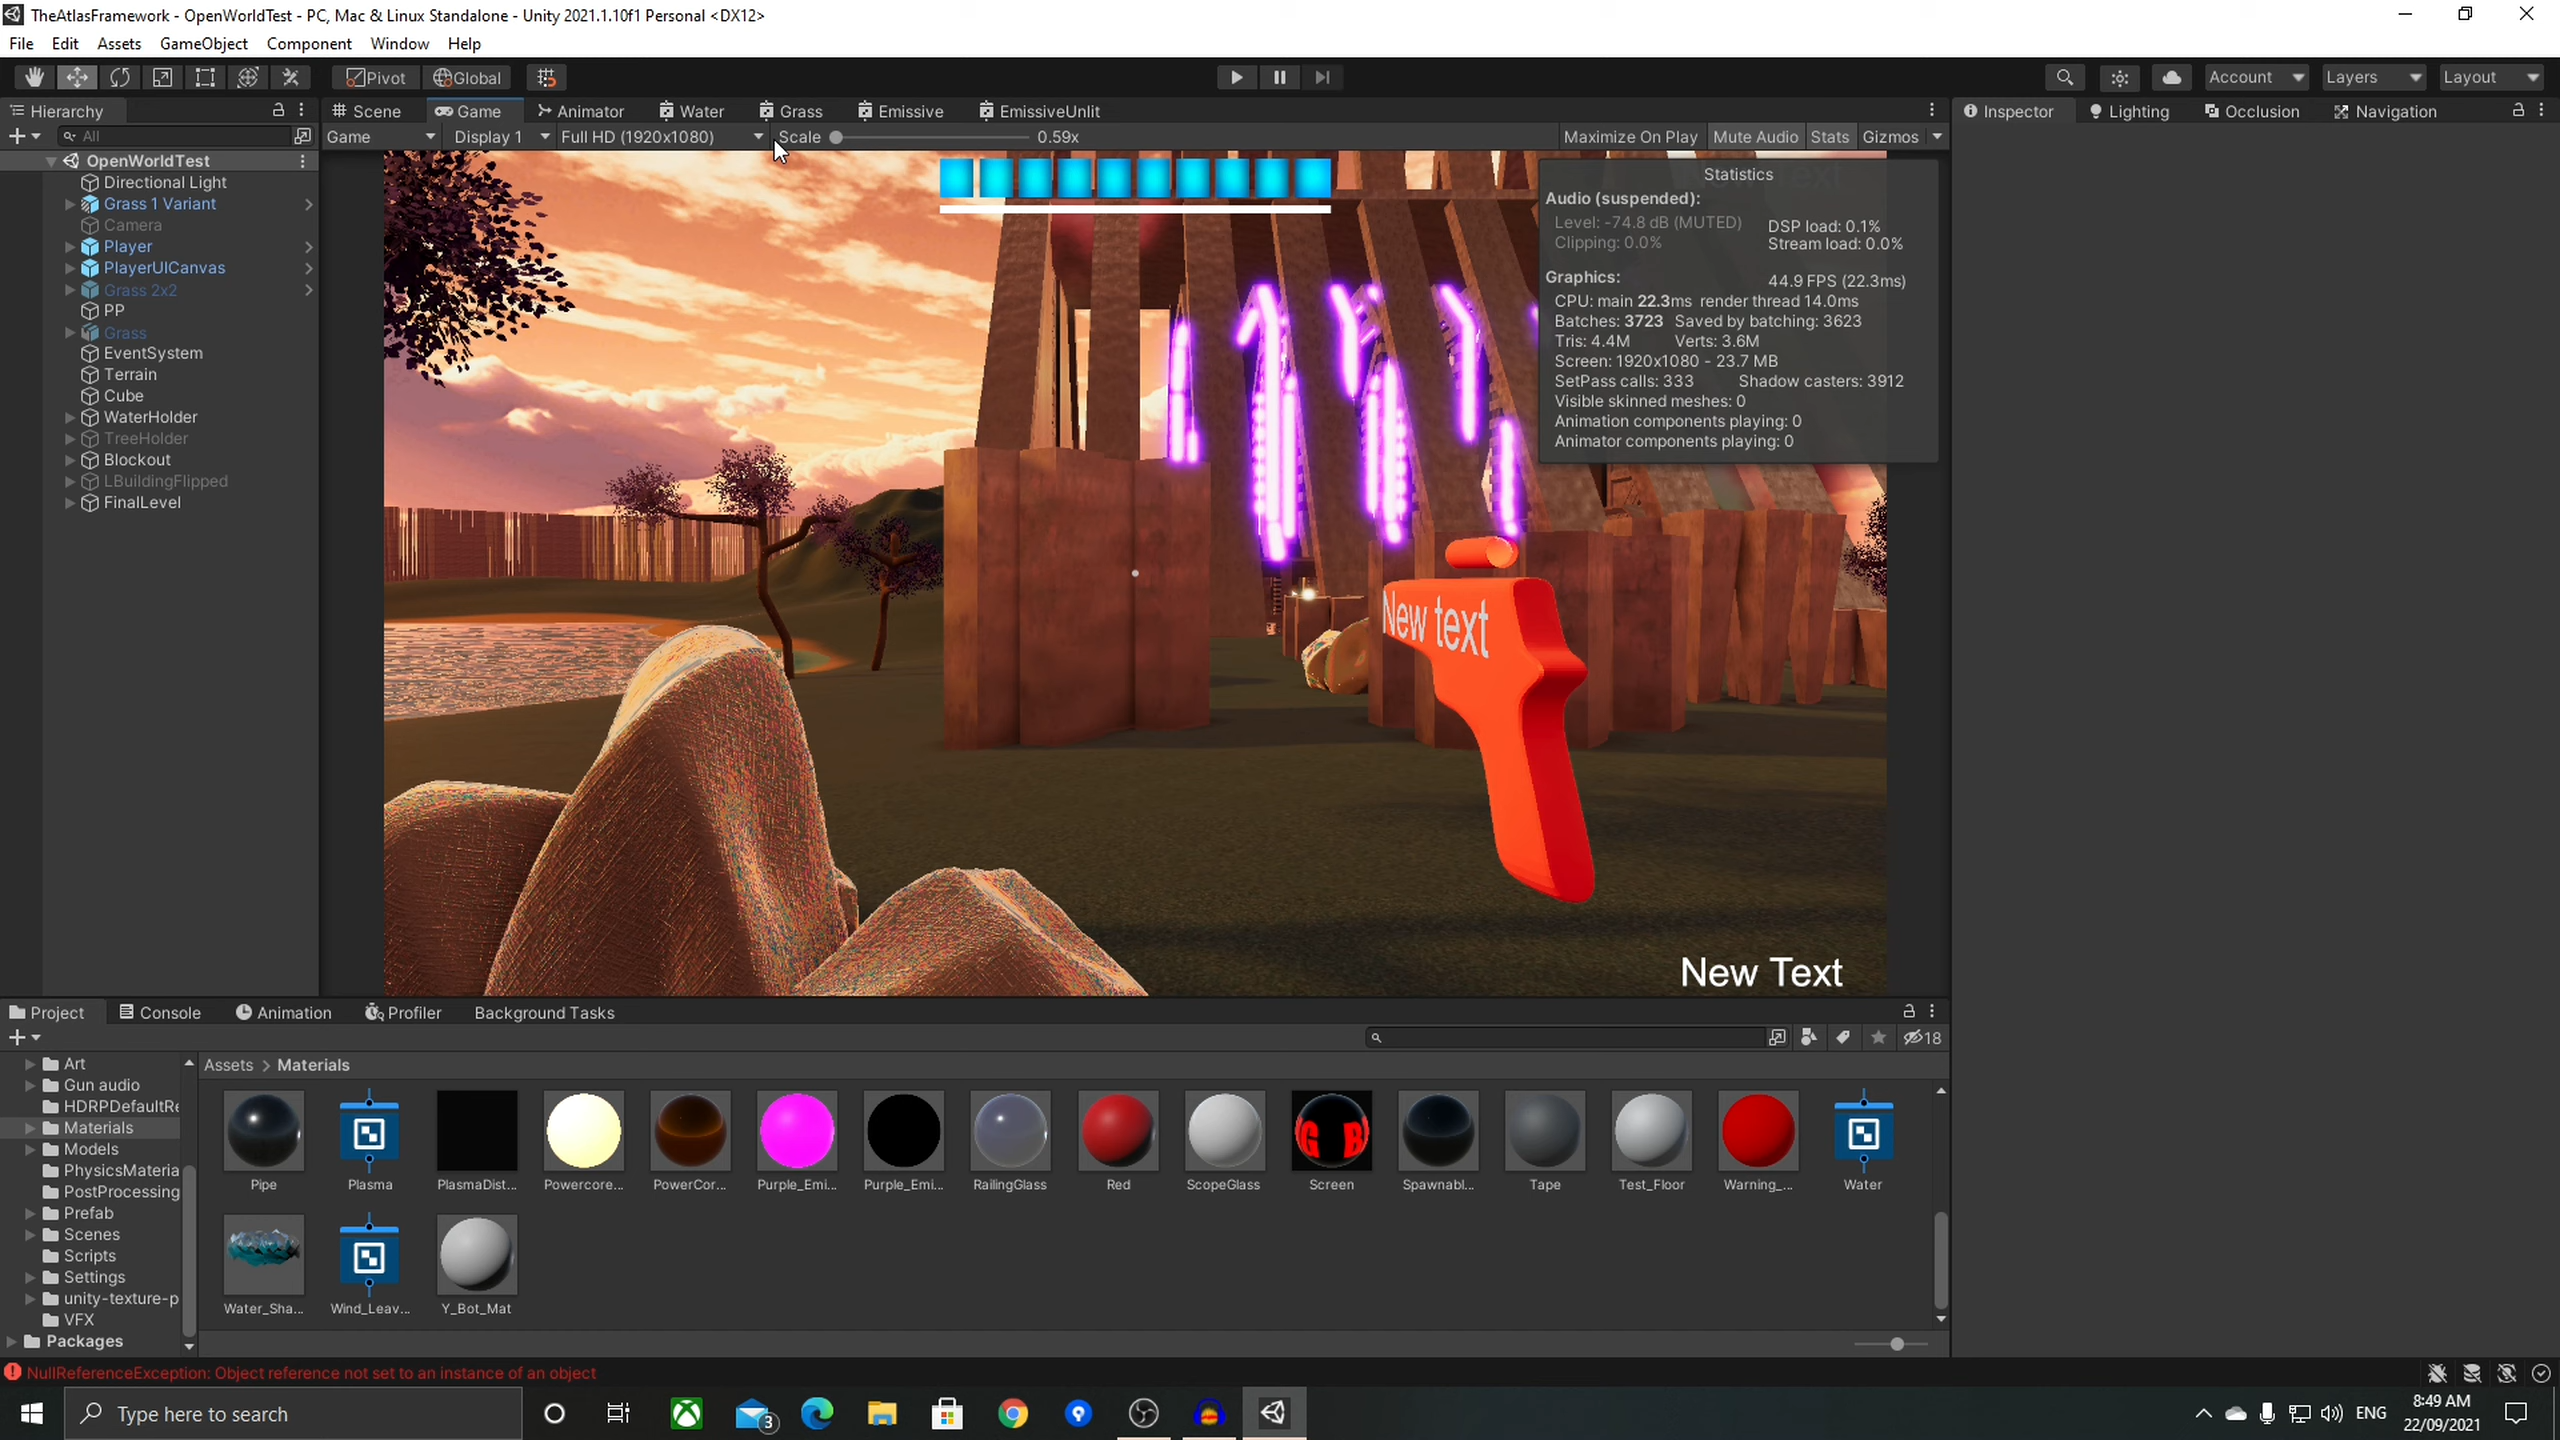 TheAtlasFramework - OpenWorldTest - PC, Mac & Linux Standalone - Unity 2021.1.10f1 Personal <DX12>
File Edit Assets GameObject Component Window Help
Pivot Global Account Layers Layout
Hierarchy Scene Game Animator Water Grass Emissive EmissiveUnlit Inspector Lighting Occlusion Navigation
All Game Display 1 Full HD (1920x1080) Scale 0.59x Maximize On Play Mute Audio Stats Gizmos
OpenWorldTest
Directional Light
Grass 1 Variant
Camera
Player
PlayerUICanvas
Grass 2x2
PP
Grass
EventSystem
Terrain
Cube
WaterHolder
TreeHolder
Blockout
LBuildingFlipped
FinalLevel
Statistics
Audio (suspended):
Level: -74.8 dB (MUTED) DSP load: 0.1%
Clipping: 0.0% Stream load: 0.0%
Graphics: 44.9 FPS (22.3ms)
CPU: main 22.3ms render thread 14.0ms
Batches: 3723 Saved by batching: 3623
Tris: 4.4M Verts: 3.6M
Screen: 1920x1080 - 23.7 MB
SetPass calls: 333 Shadow casters: 3912
Visible skinned meshes: 0
Animation components playing: 0
Animator components playing: 0
New text
New Text
Project Console Animation Profiler Background Tasks
18
Art
Gun audio
HDRPDefaultRe
Materials
Models
PhysicsMateria
PostProcessing
Prefab
Scenes
Scripts
Settings
unity-texture-p
VFX
Packages
Assets > Materials
Pipe Plasma PlasmaDist... Powercore... PowerCor... Purple_Emi... Purple_Emi... RailingGlass Red ScopeGlass Screen Spawnabl... Tape Test_Floor Warning_... Water
Water_Sha... Wind_Leav... Y_Bot_Mat
NullReferenceException: Object reference not set to an instance of an object
Type here to search
3
ENG
8:49 AM
22/09/2021